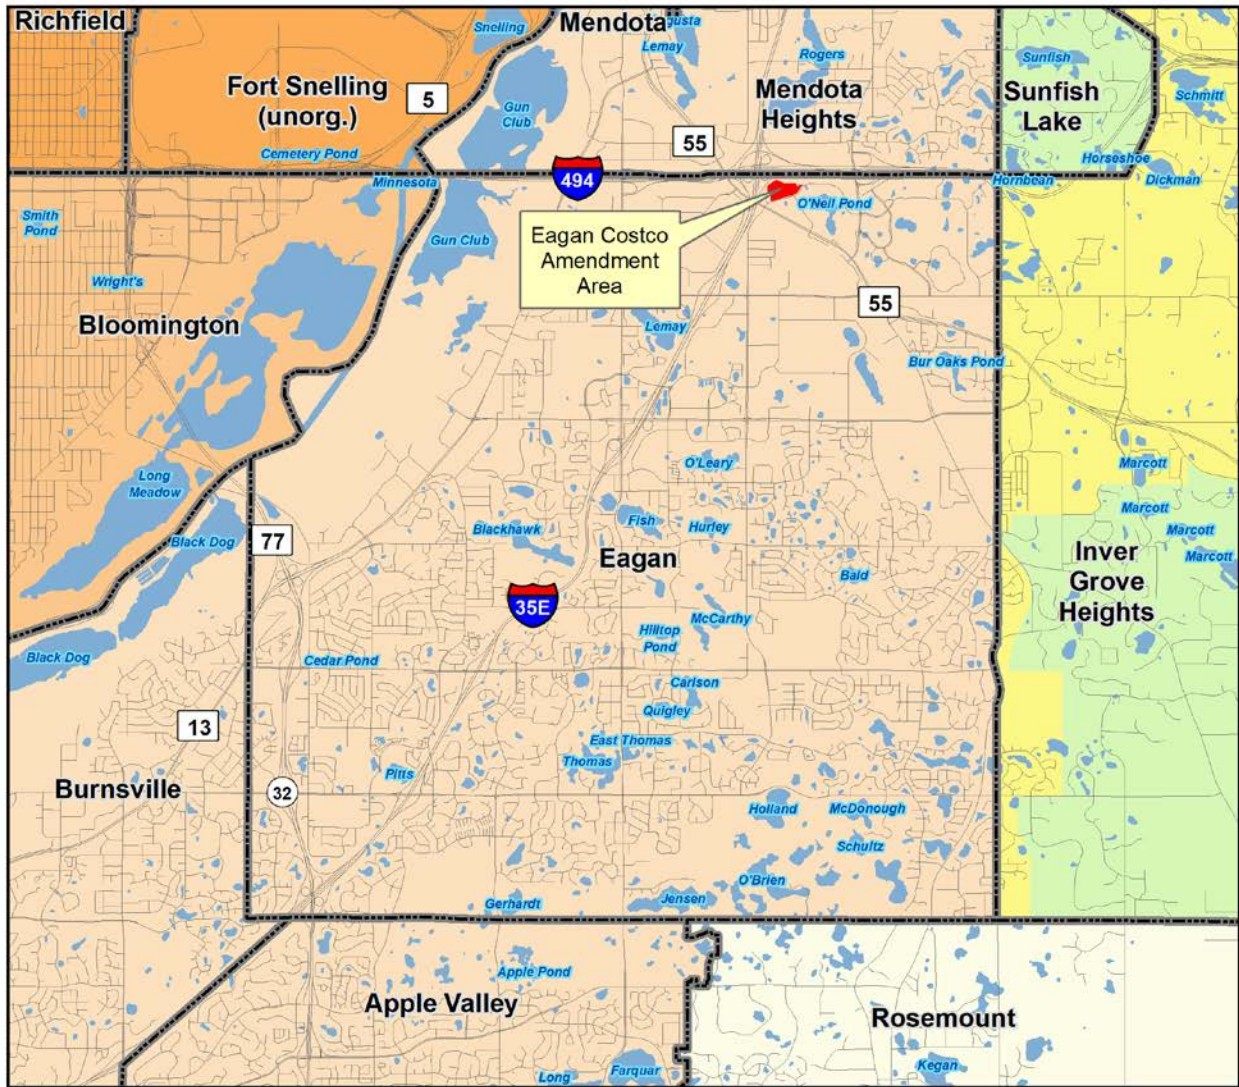 Richfield
Snelling
Mendota
Lemay
Rogers
Sunfish
Fort Snelling
(unorg.)
5
Gun
Club
Mendota
Heights
Sunfish
Lake
Schmitt
55
Cemetery Pond
Horseshoe
Minnesota
494
Hornbean
Dickman
Smith
Pond
Gun Club
O'Neil Pond
Eagan Costco
Amendment
Area
Wright's
Bloomington
55
Lemay
Bur Oaks Pond
O'Leary
Marcott
Long
Meadow
Marcott
Blackhawk
Fish
Hurley
Marcott
Black Dog
77
Marcott
Eagan
Inver
Grove
Heights
Bald
35E
McCarthy
Hilltop
Pond
Black Dog
Cedar Pond
Carlson
Quigley
13
East Thomas
Thomas
Pitts
Burnsville
32
Holland
McDonough
Schultz
O'Brien
Gerhardt
Jensen
Apple Pond
Apple Valley
Rosemount
Long
Farquar
Kegan